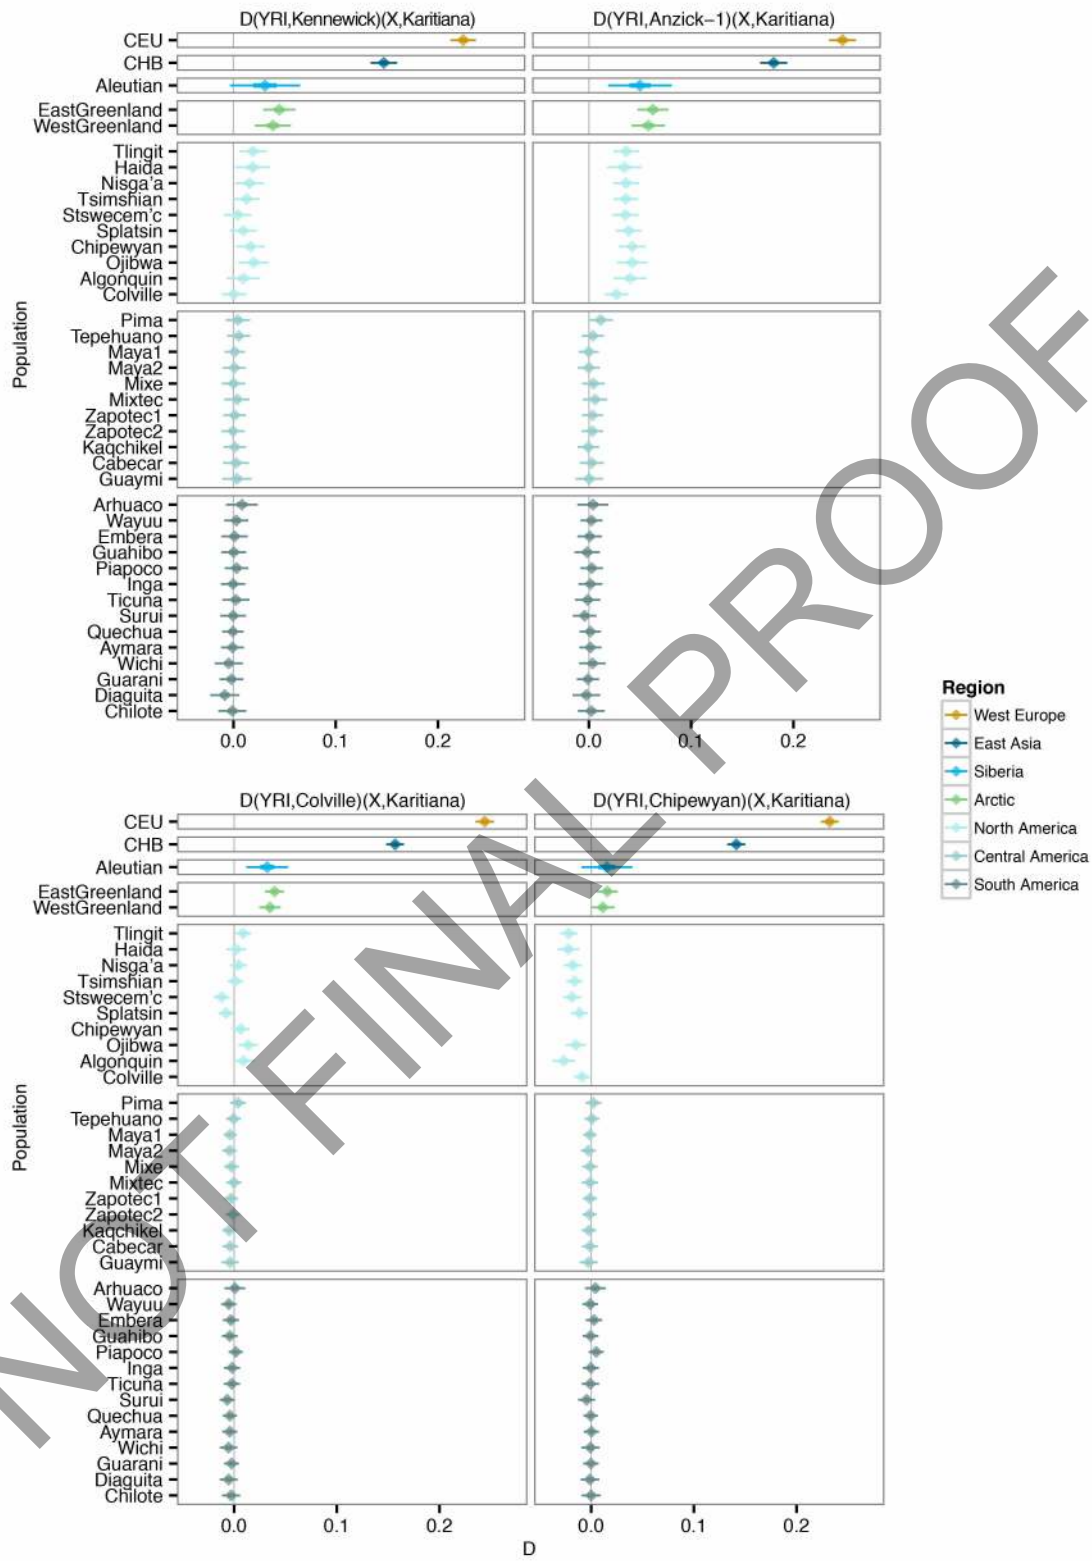 D(YRI,Kennewick)(X,Karitiana) D(YRI,Anzick−1)(X,Karitiana)
CEU
CHB
Aleutian
EastGreenland
WestGreenland
Tlingit
Haida
Nisga'a
Tsimshian
Stswecem'c
Splatsin
Chipewyan
Ojibwa
Algonquin
Colville
Population
Pima
Tepehuano
Maya1
Maya2
Mixe
Mixtec
Zapotec1
Zapotec2
Kaqchikel
Cabecar
Guaymi
Arhuaco
Wayuu
Embera
Guahibo
Piapoco
Inga
Ticuna
Surui
Quechua
Aymara
Wichi
Guarani
Diaguita
Chilote
0.0 0.1 0.2 0.0 0.1 0.2
Region
West Europe
East Asia
Siberia
Arctic
North America
Central America
South America
D(YRI,Colville)(X,Karitiana) D(YRI,Chipewyan)(X,Karitiana)
CEU
CHB
Aleutian
EastGreenland
WestGreenland
Tlingit
Haida
Nisga'a
Tsimshian
Stswecem'c
Splatsin
Chipewyan
Ojibwa
Algonquin
Colville
Population
Pima
Tepehuano
Maya1
Maya2
Mixe
Mixtec
Zapotec1
Zapotec2
Kaqchikel
Cabecar
Guaymi
Arhuaco
Wayuu
Embera
Guahibo
Piapoco
Inga
Ticuna
Surui
Quechua
Aymara
Wichi
Guarani
Diaguita
Chilote
0.0 0.1 0.2 0.0 0.1 0.2
D
NOT FINAL PROOF